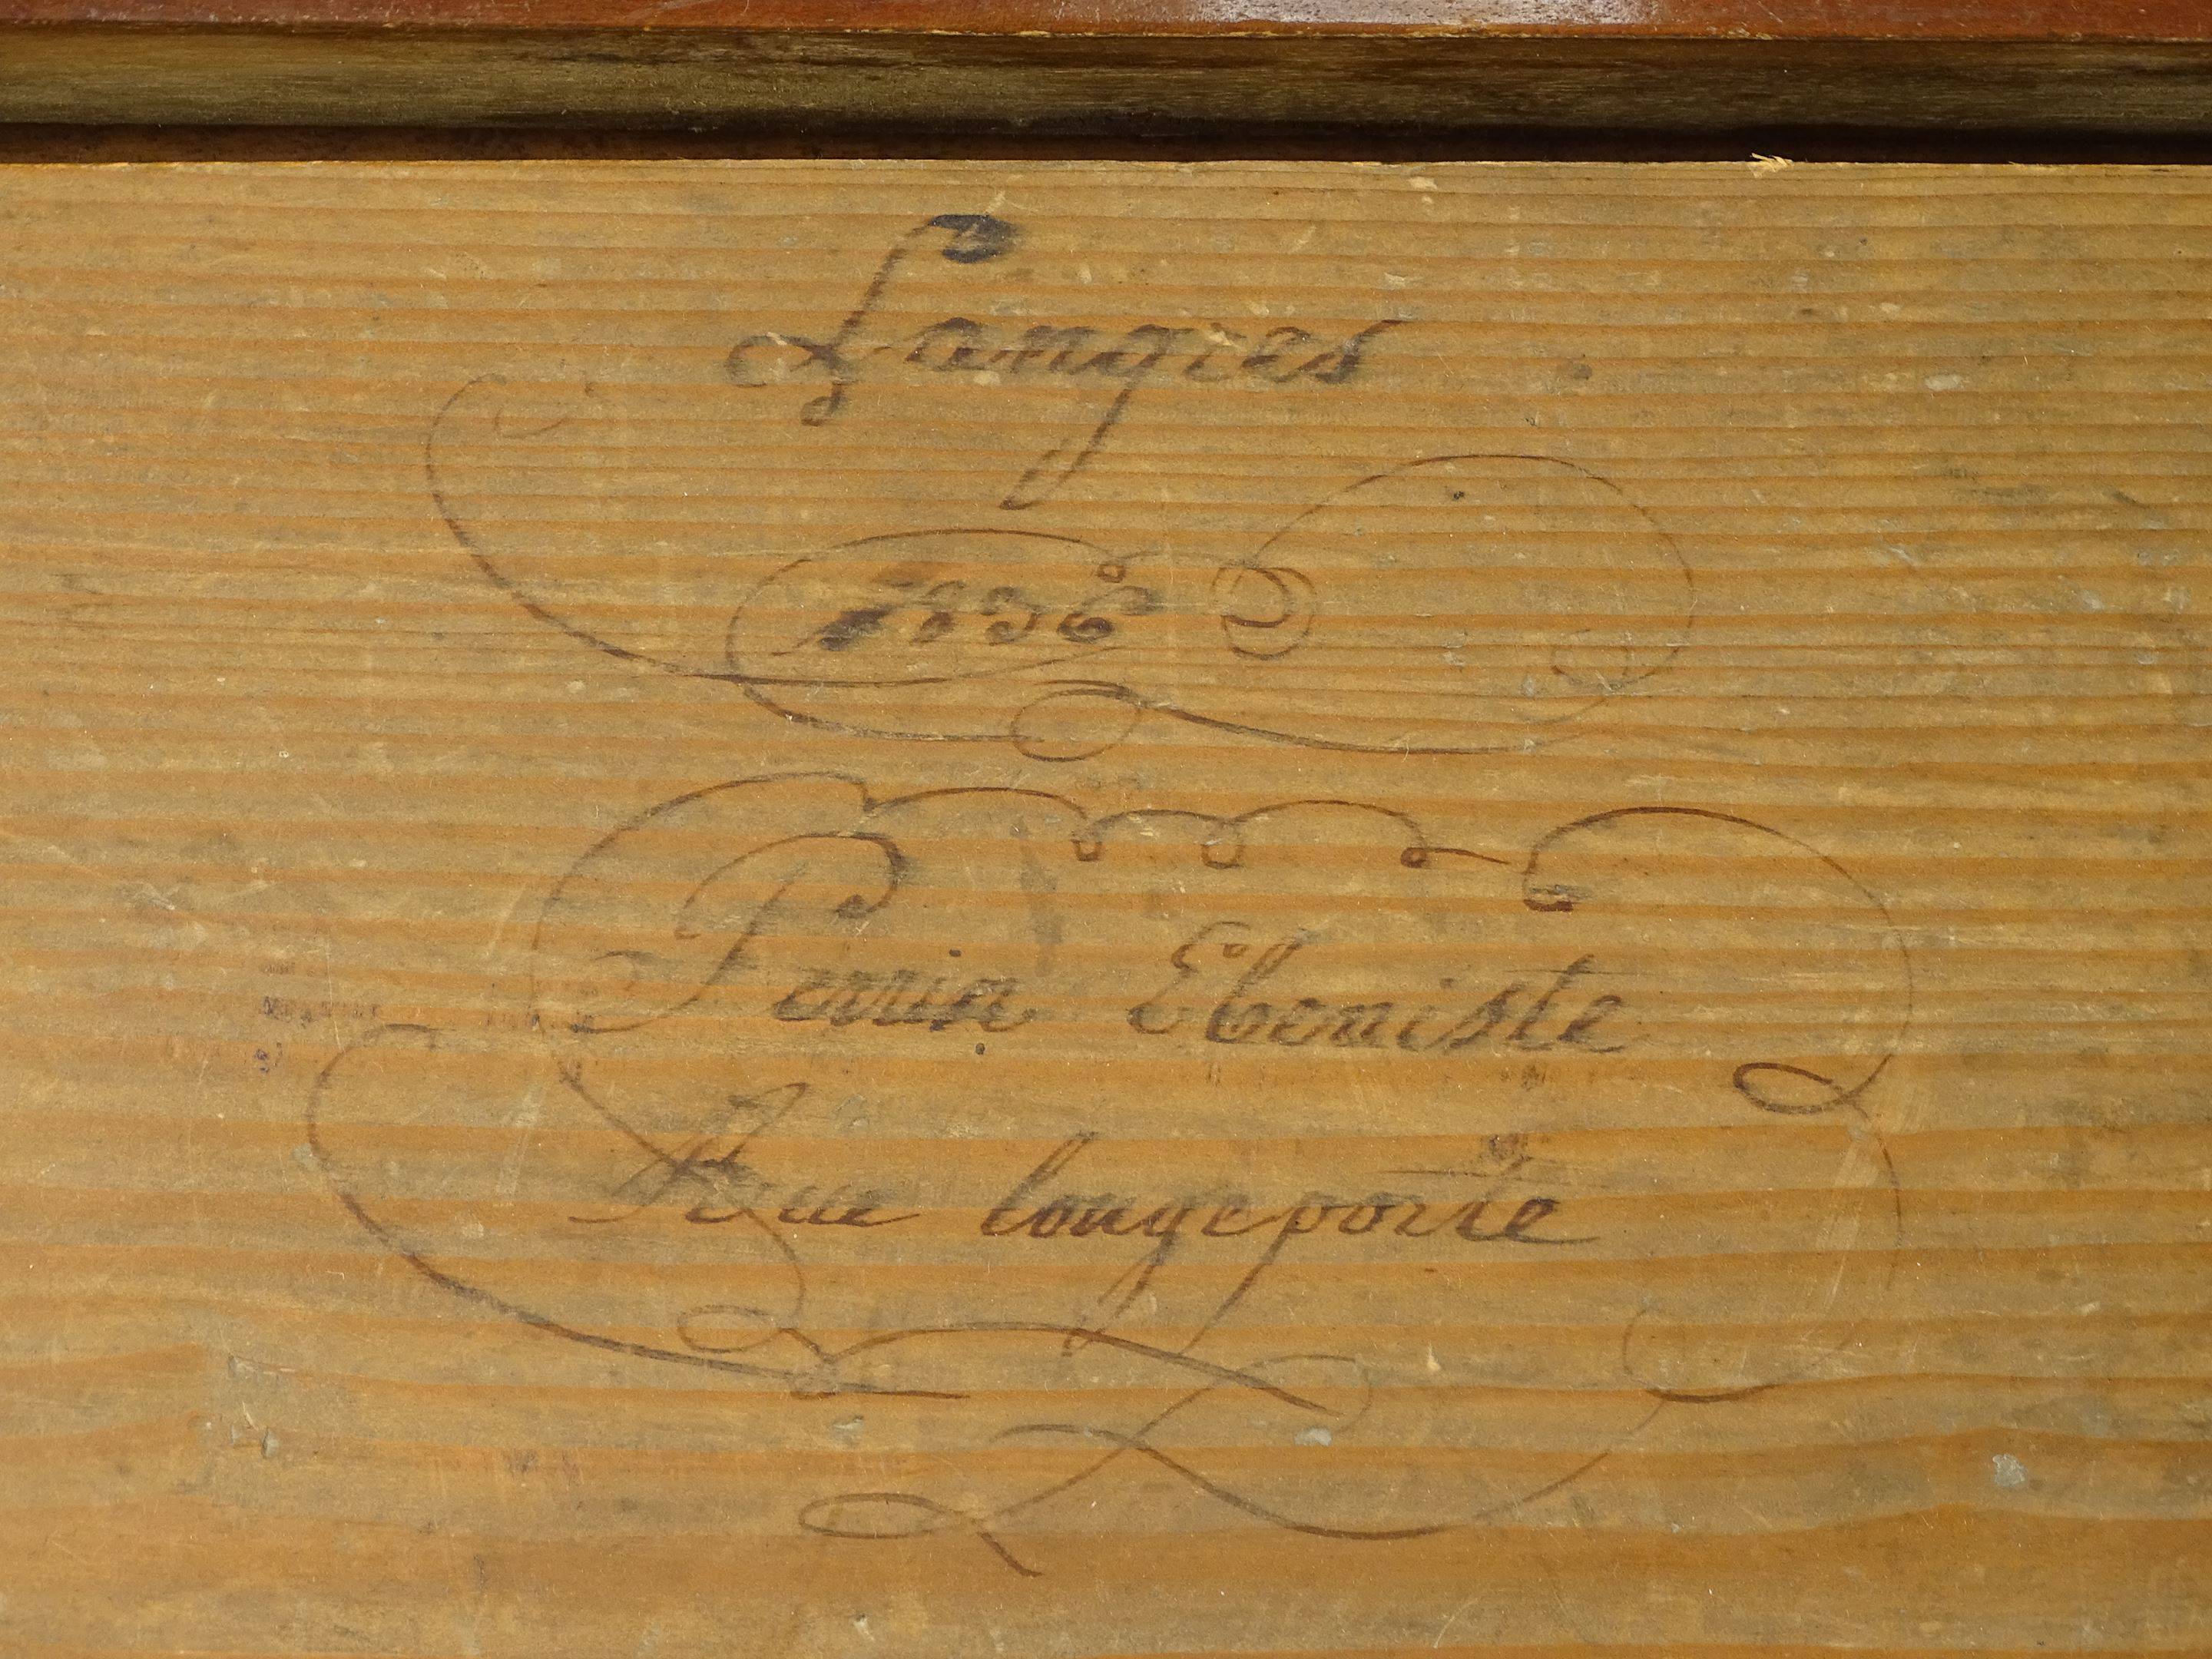 Langres
1836
Perrin Ebeniste
Rue longeporte